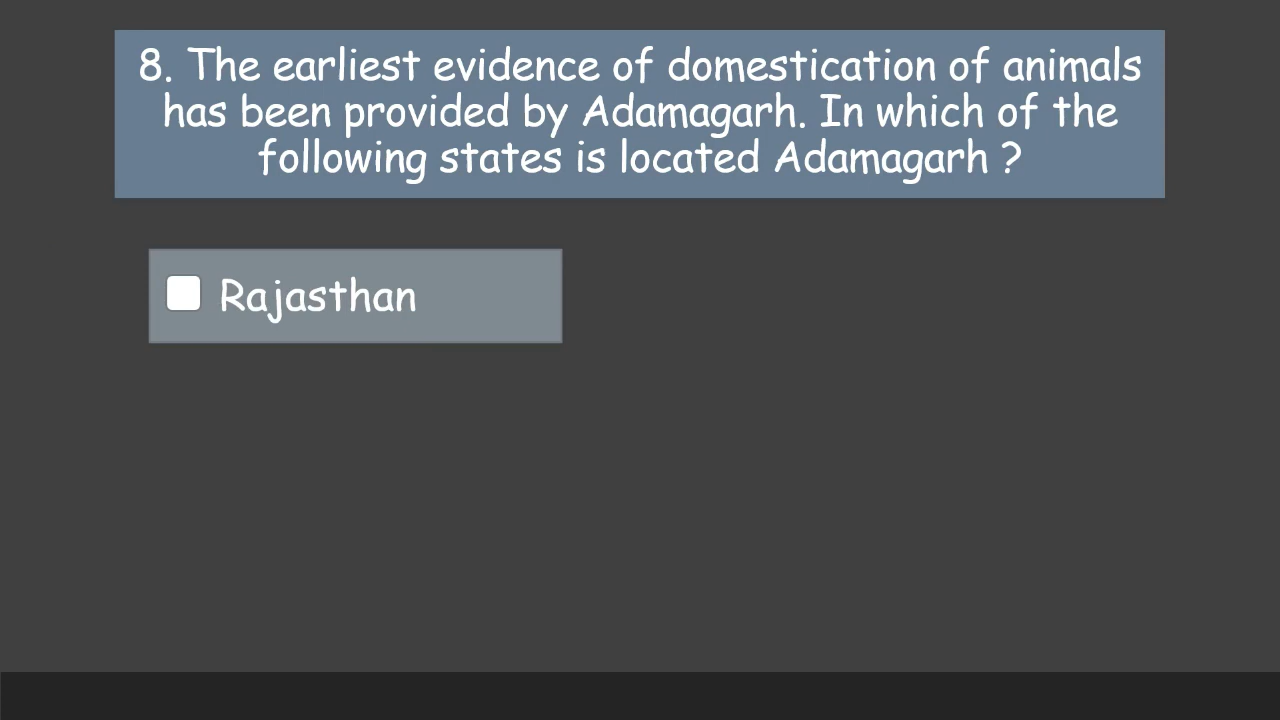 8. The earliest evidence of domestication of animals
has been provided by Adamagarh. In which of the
following states is located Adamagarh ?
Rajasthan